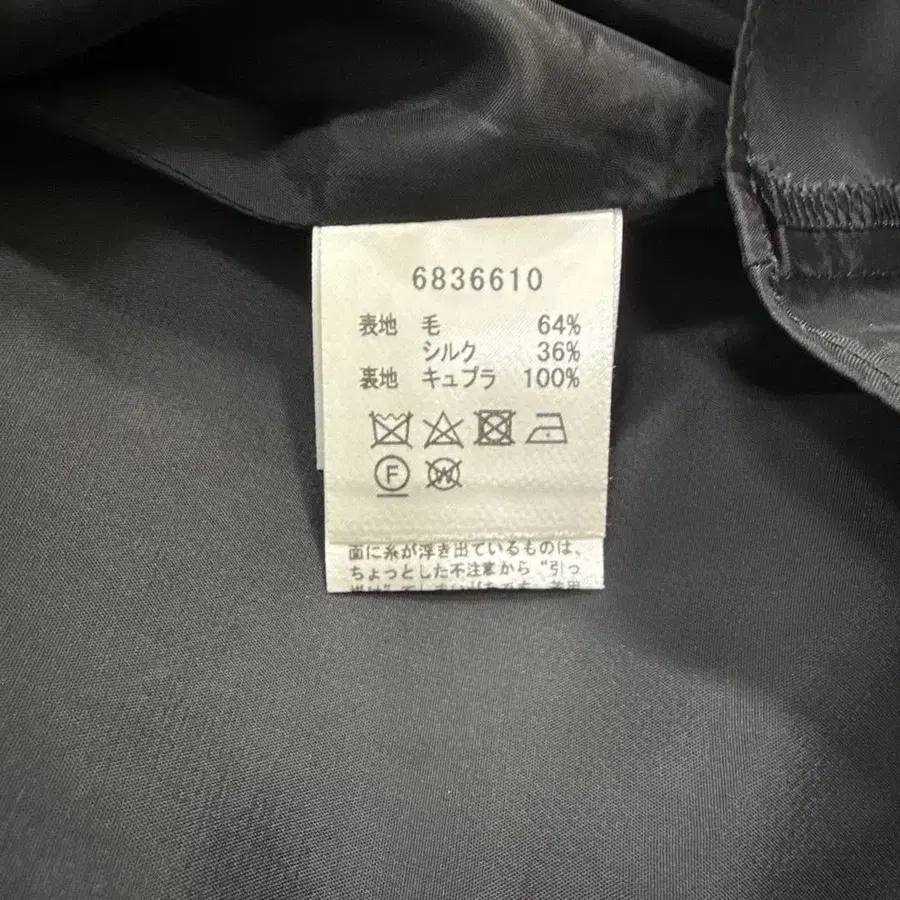 6836610
表地 毛 64%
シルク 36%
裏地 キュプラ 100%
F W
面に糸が浮き出ているものは、
ちょっとした不注意から“引っ